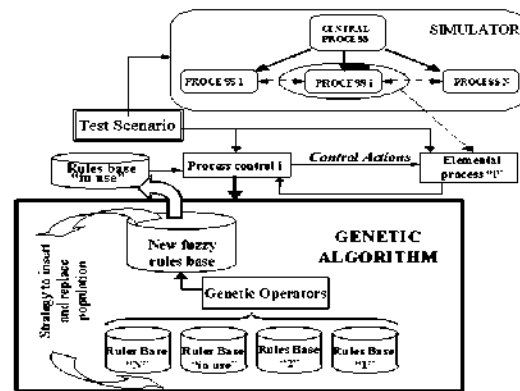 CENTRAL
PROCESS
SIMULATOR
PROCESS 1
PROCESS i
PROCESS N
Test Scenario
Rules base
"in use"
Process control i
Control Actions
Elemental
process "i"
New fuzzy
rules base
GENETIC
ALGORITHM
Strategy to insert
and replace
population
Genetic Operators
Ruler Base
"N"
Ruler Base
"in use"
Rules Base
"2"
Rules Base
"1"